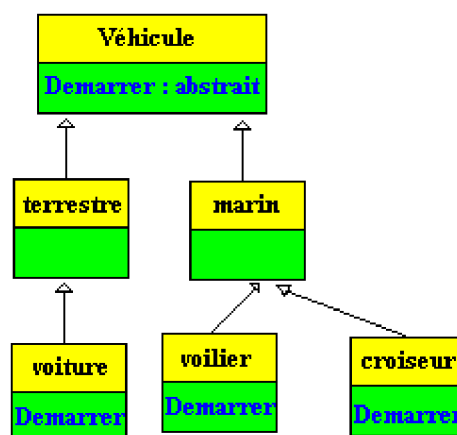 Véhicule
Demarrer : abstrait
terrestre
marin
voiture
voilier
croiseur
Demarrer
Demarrer
Demarrer